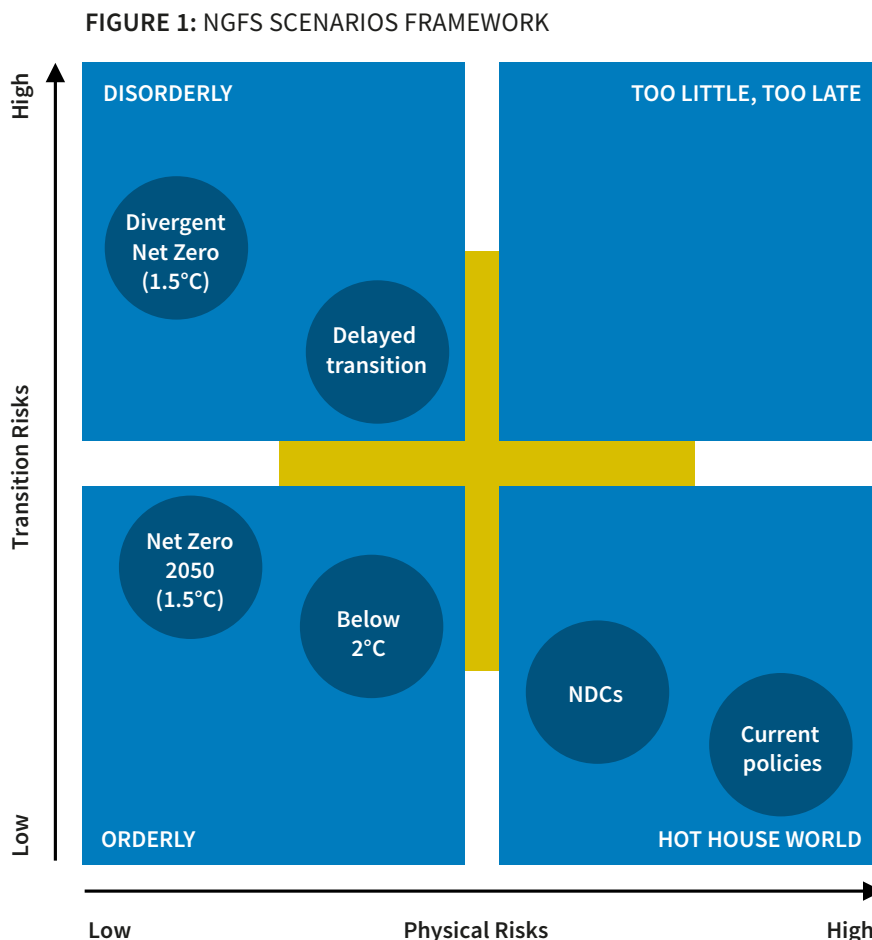 FIGURE 1: NGFS SCENARIOS FRAMEWORK
High
Transition Risks
Low
DISORDERLY
Divergent
Net Zero
(1.5°C)
Delayed
transition
TOO LITTLE, TOO LATE
Net Zero
2050
(1.5°C)
Below
2°C
ORDERLY
NDCs
Current
policies
HOT HOUSE WORLD
Low
Physical Risks
High